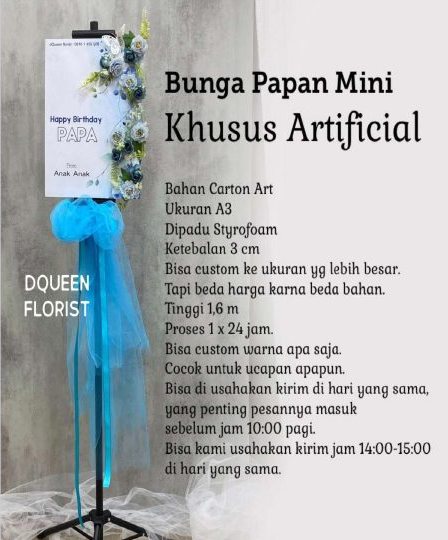 Bunga Papan Mini
Khusus Artificial
Happy Birthday
PAPA
From
Anak Anak
DQUEEN
FLORIST
Bahan Carton Art
Ukuran A3
Dipadu Styrofoam
Ketebalan 3 cm
Bisa custom ke ukuran yg lebih besar.
Tapi beda harga karna beda bahan.
Tinggi 1,6 m
Proses 1 x 24 jam.
Bisa custom warna apa saja.
Cocok untuk ucapan apapun.
Bisa di usahakan kirim di hari yang sama,
yang penting pesannya masuk
sebelum jam 10:00 pagi.
Bisa kami usahakan kirim jam 14:00-15:00
di hari yang sama.